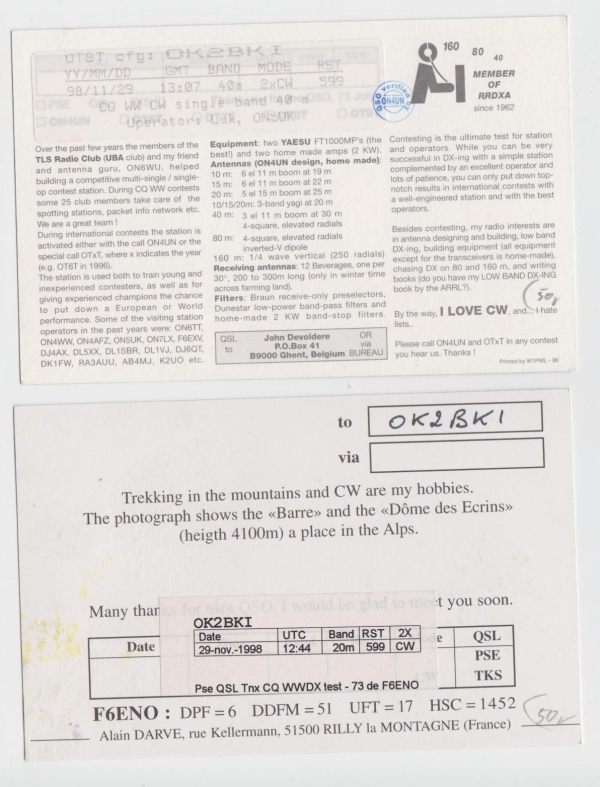 OT8T cfg: OK2BKI
YY/MM/DD GMT BAND MODE RST
98/11/29 13:07 40m 2xCW 599
CQ WW CW single band 40 m
Operator: Udk, ON5UK
QSO verified
ON4UN
160 80 40
MEMBER
OF
RRDXA
since 1962
Over the past few years the members of the
TLS Radio Club (UBA club) and my friend
and antenna guru, ON6WU, helped
building a competitive multi-single / single-
op contest station. During CQ WW contests
some 25 club members take care of the
spotting stations, packet info network etc.
We are a great team !
During international contests the station is
activated either with the call ON4UN or the
special call OTxT, where x indicates the year
(e.g. OT6T in 1996).
The station is used both to train young and
inexperienced contesters, as well as for
giving experienced champions the chance
to put down a European or World
performance. Some of the visiting station
operators in the past years were: ON6TT,
ON4WW, ON4AFZ, ON5UK, ON7LX, F6EXV,
DJ4AX, DL5XX, DL1SBR, DL1VJ, DJ6QT,
DK1FW, RA3AUU, AB4MJ, K2UO etc.
Equipment: two YAESU FT1000MP's (the
best!) and two home made amps (2 KW).
Antennas (ON4UN design, home made):
10 m: 6 el 11 m boom at 19 m
15 m: 6 el 11 m boom at 22 m
20 m: 5 el 15 m boom at 25 m
10/15/20m: 3-band yagi at 20 m
40 m: 3 el 11 m boom at 30 m
4-square, elevated radials
80 m: 4-square, elevated radials
inverted-V dipole
160 m: 1/4 wave vertical (250 radials)
Receiving antennas: 12 Beverages, one per
30°, 200 to 300m long (only in winter time
across farming land).
Filters: Braun receive-only preselectors,
Dunestar low-power band-pass filters and
home-made 2 KW band-stop filters.
QSL to
John Devoldere
P.O.Box 41
B9000 Ghent, Belgium
OR via BUREAU
Contesting is the ultimate test for station
and operators. While you can be very
successful in DX-ing with a simple station
complemented by an excellent operator and
lots of patience, you can only put down top-
notch results in international contests with
a well-engineered station and with the best
operators.
Besides contesting, my radio interests are
in antenna designing and building, low band
DX-ing, building equipment (all equipment
except for the transceivers is home-made),
chasing DX on 80 and 160 m, and writing
books (do you have my LOW BAND DX-ING
book by the ARRL?).
50,
By the way, I LOVE CW, and... I hate
lists..
Please call ON4UN and OTxT in any contest
you hear us. Thanks !
Printed by IK1PML - 98
to OK2BKI
via
Trekking in the mountains and CW are my hobbies.
The photograph shows the «Barre» and the «Dôme des Ecrins»
(heigth 4100m) a place in the Alps.
Many thanks for nice QSO, I would be glad to meet you soon.
OK2BKI
Date UTC Band RST 2X
29-nov.-1998 12:44 20m 599 CW
Pse QSL Tnx CQ WWDX test - 73 de F6ENO
Date
QSL
PSE
TKS
F6ENO : DPF = 6 DDFM = 51 UFT = 17 HSC = 1452
50,
Alain DARVE, rue Kellermann, 51500 RILLY la MONTAGNE (France)